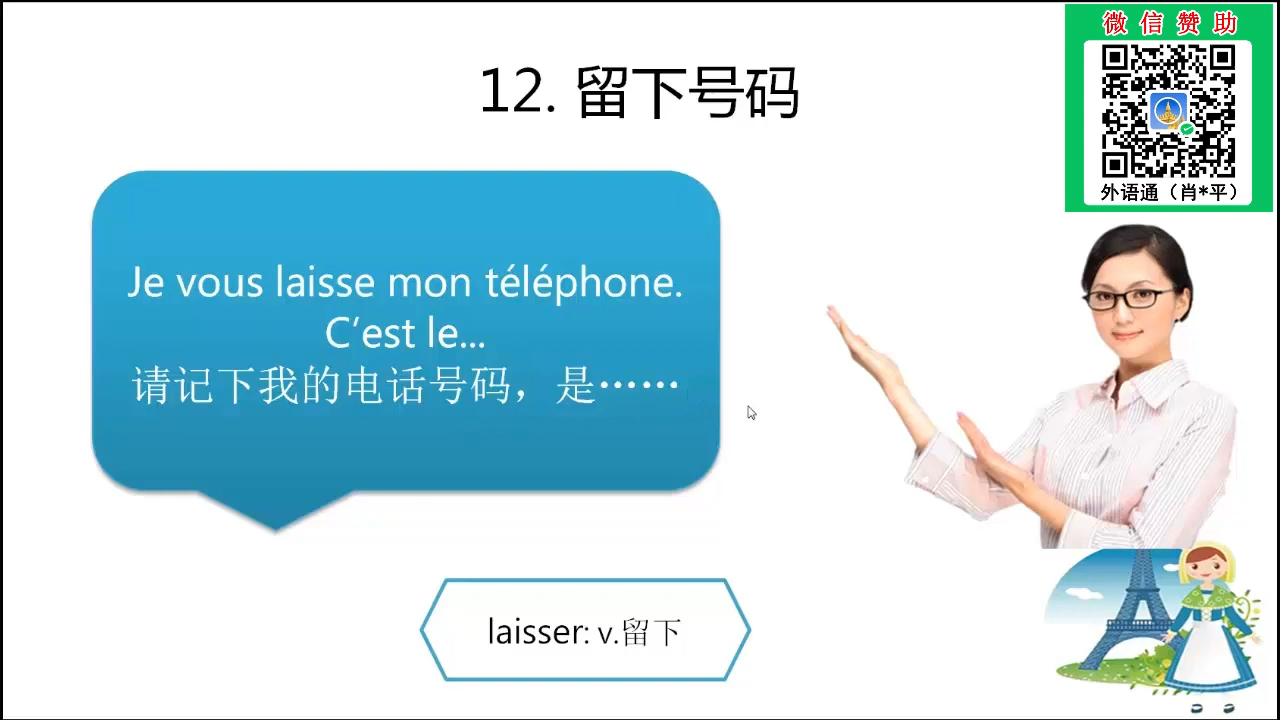 微信赞助
外语通（肖*平）
12. 留下号码
Je vous laisse mon téléphone.
C’est le...
请记下我的电话号码，是……
laisser: v.留下